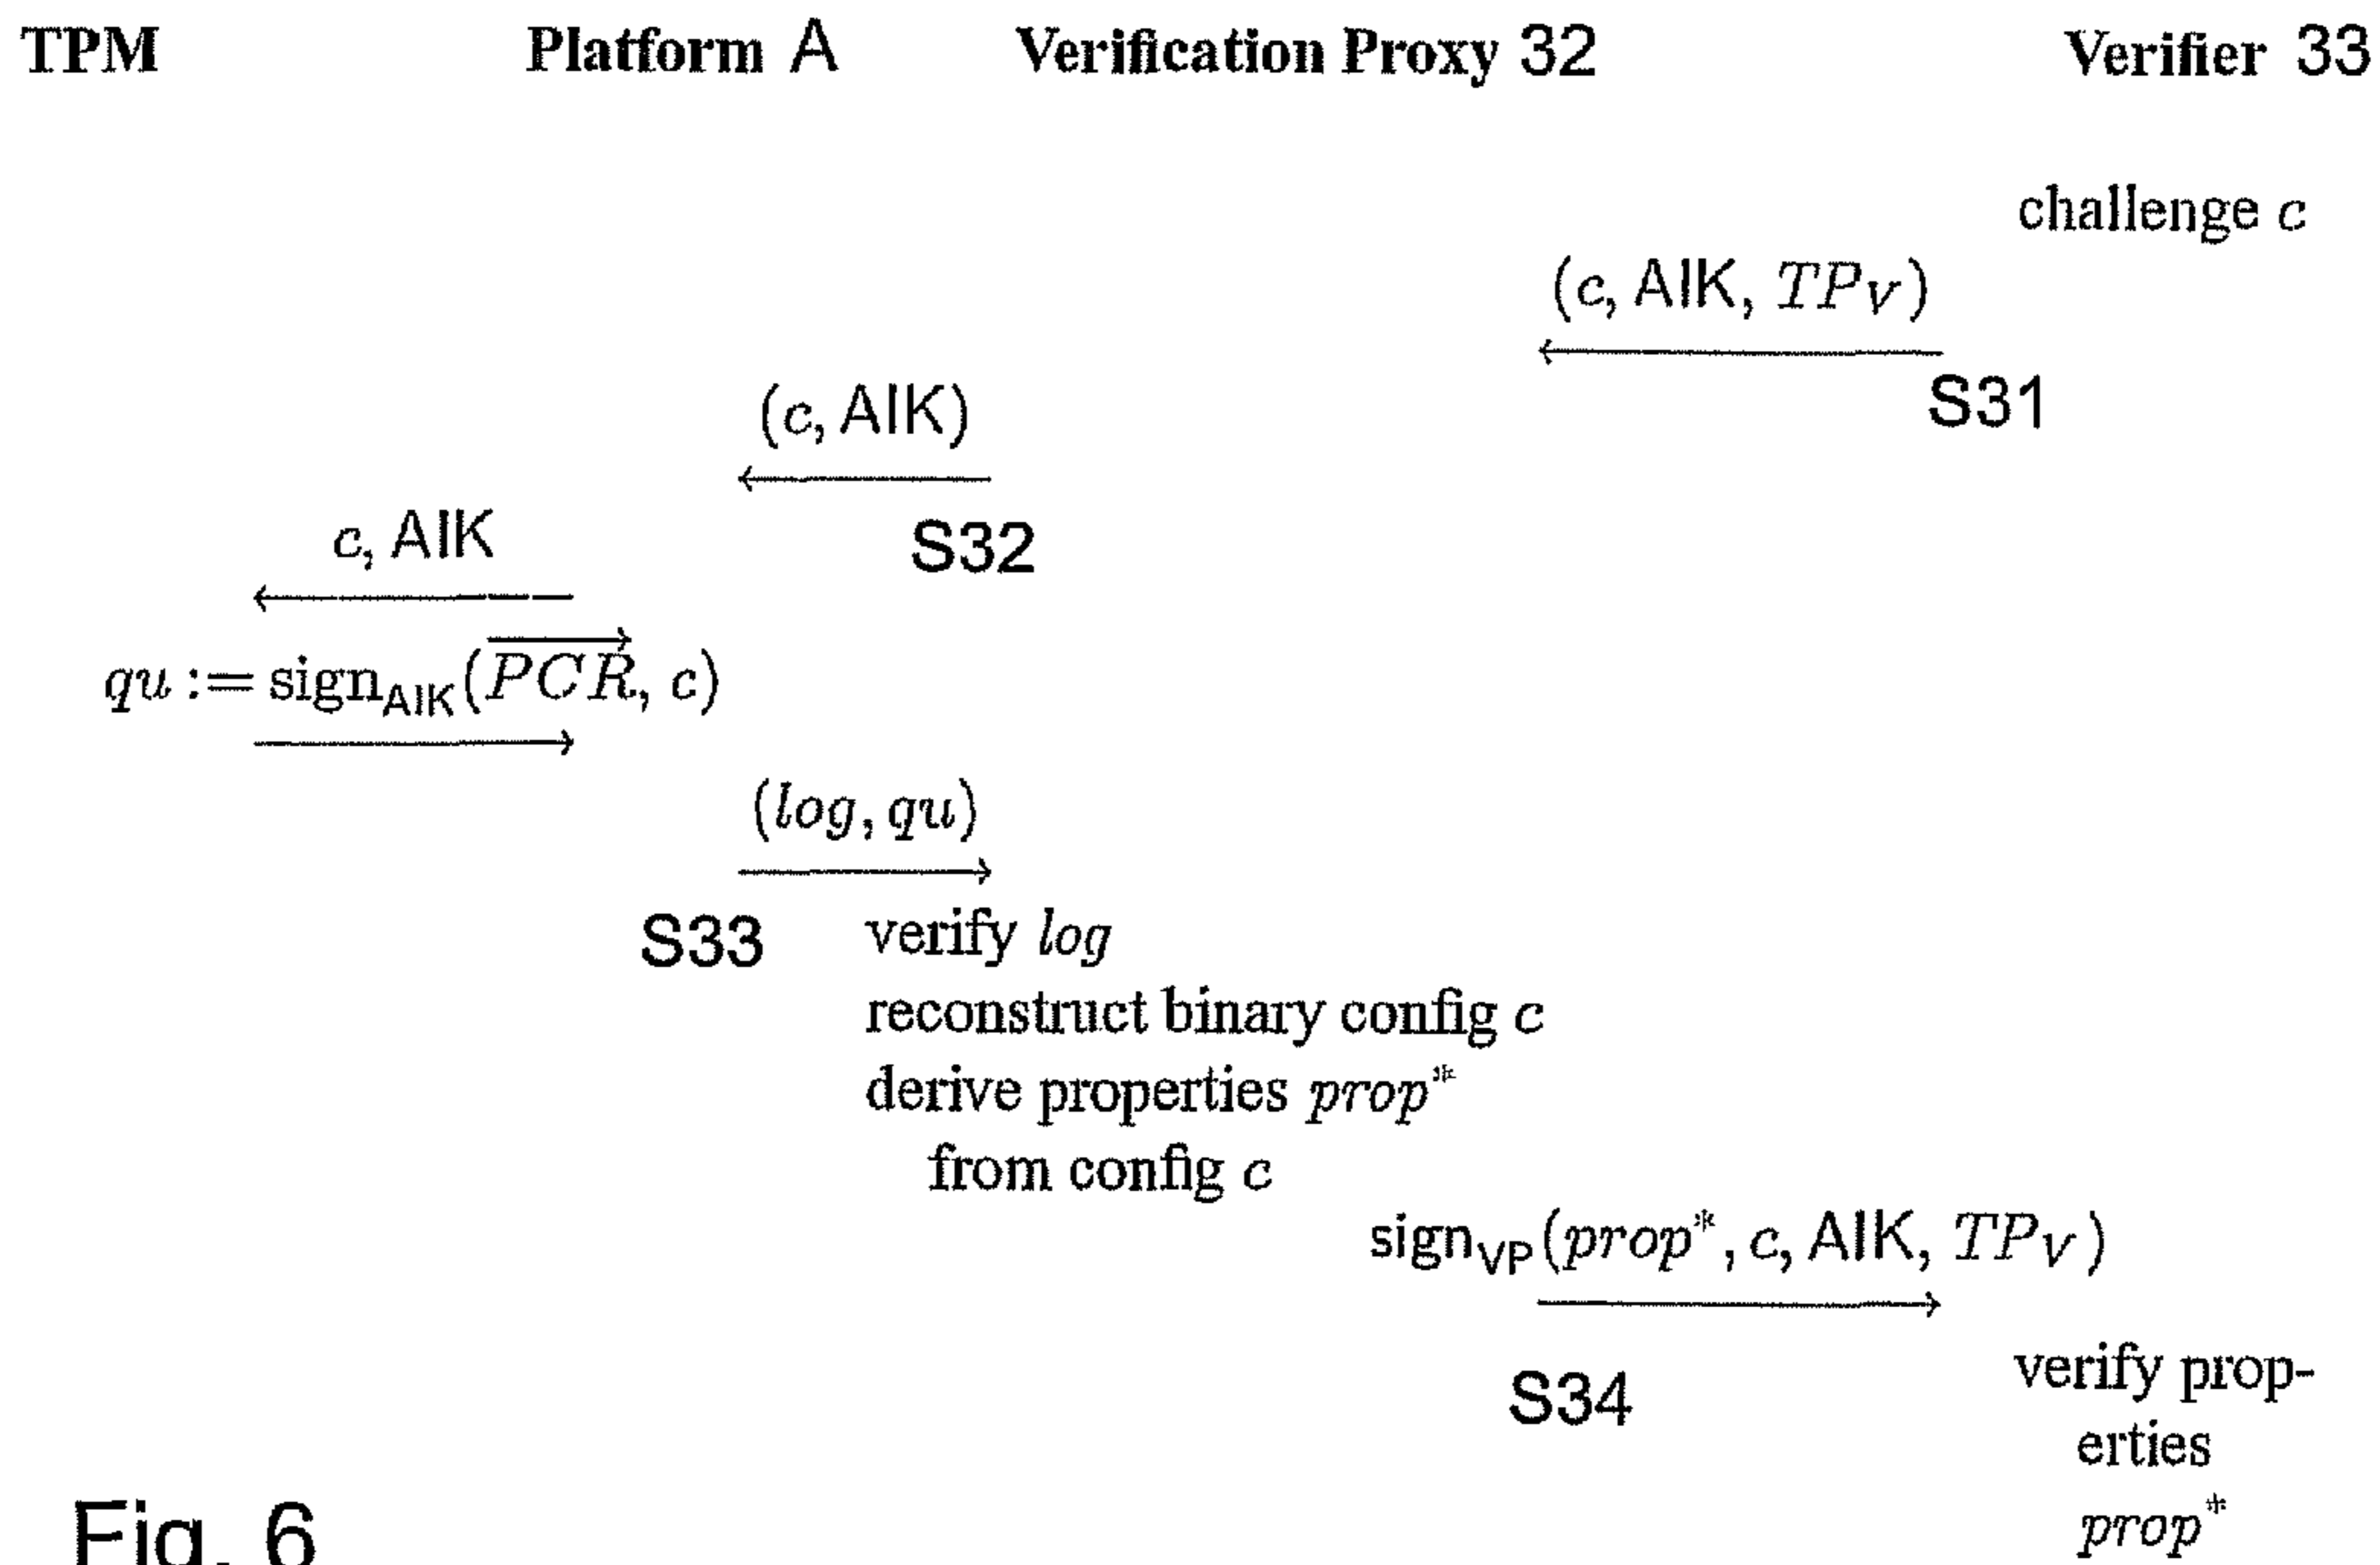 TPM Platform A Verification Proxy 32 Verifier 33
challenge c
(c, AIK, TP_V)
S31
(c, AIK)
S32
c, AIK
qu := sign_AIK(\overrightarrow{PCR}, c)
(log, qu)
S33
verify log
reconstruct binary config c
derive properties prop*
from config c
sign_VP(prop*, c, AIK, TP_V)
S34
verify prop-
erties
prop*
Fig. 6